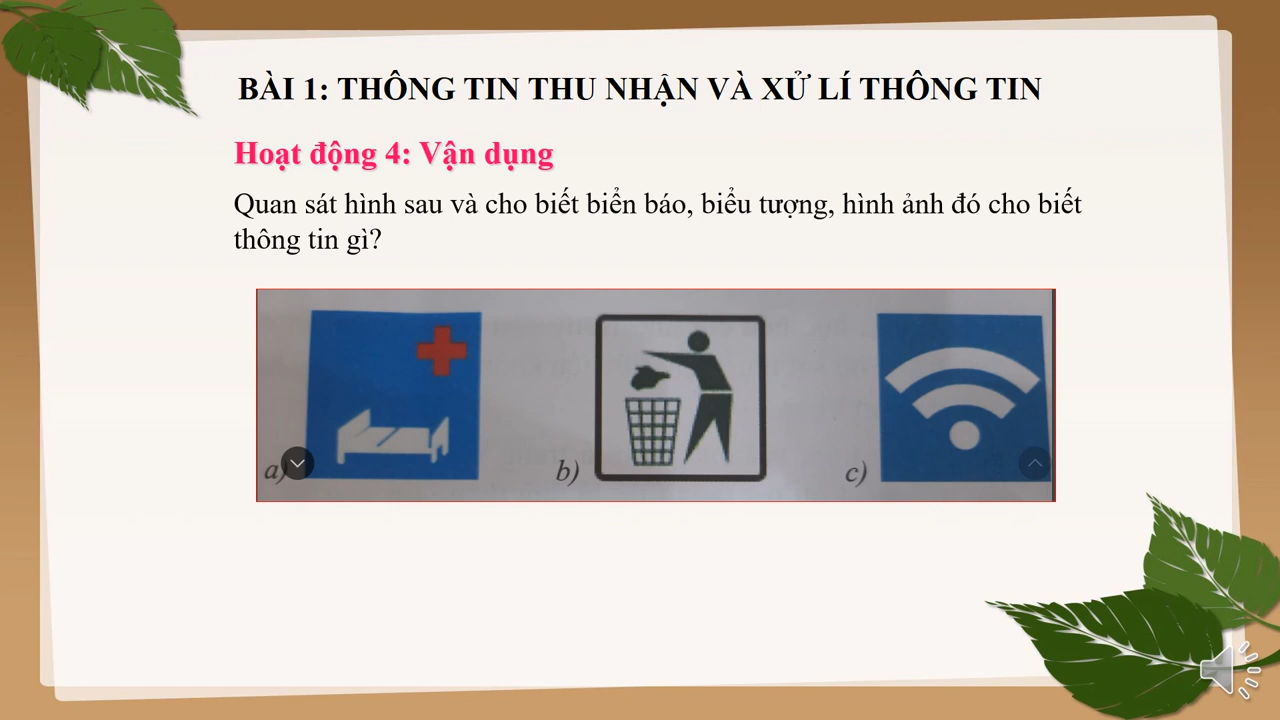 BÀI 1: THÔNG TIN THU NHẬN VÀ XỬ LÍ THÔNG TIN
Hoạt động 4: Vận dụng
Quan sát hình sau và cho biết biển báo, biểu tượng, hình ảnh đó cho biết
thông tin gì?
a)
b)
c)